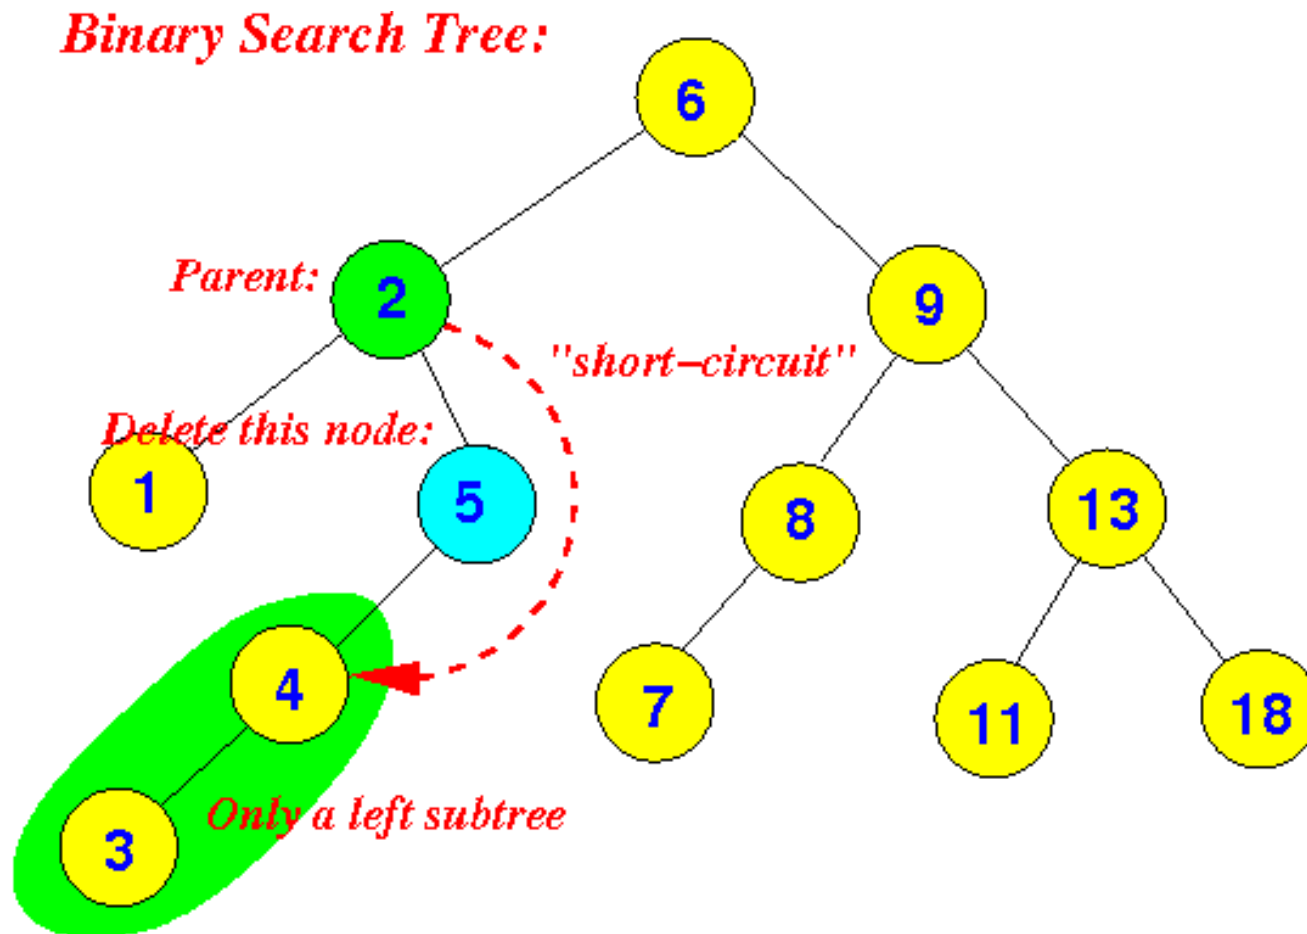 Binary Search Tree:
6
Parent:
2
9
"short-circuit"
Delete this node:
1
5
8
13
4
7
11
18
Only a left subtree
3